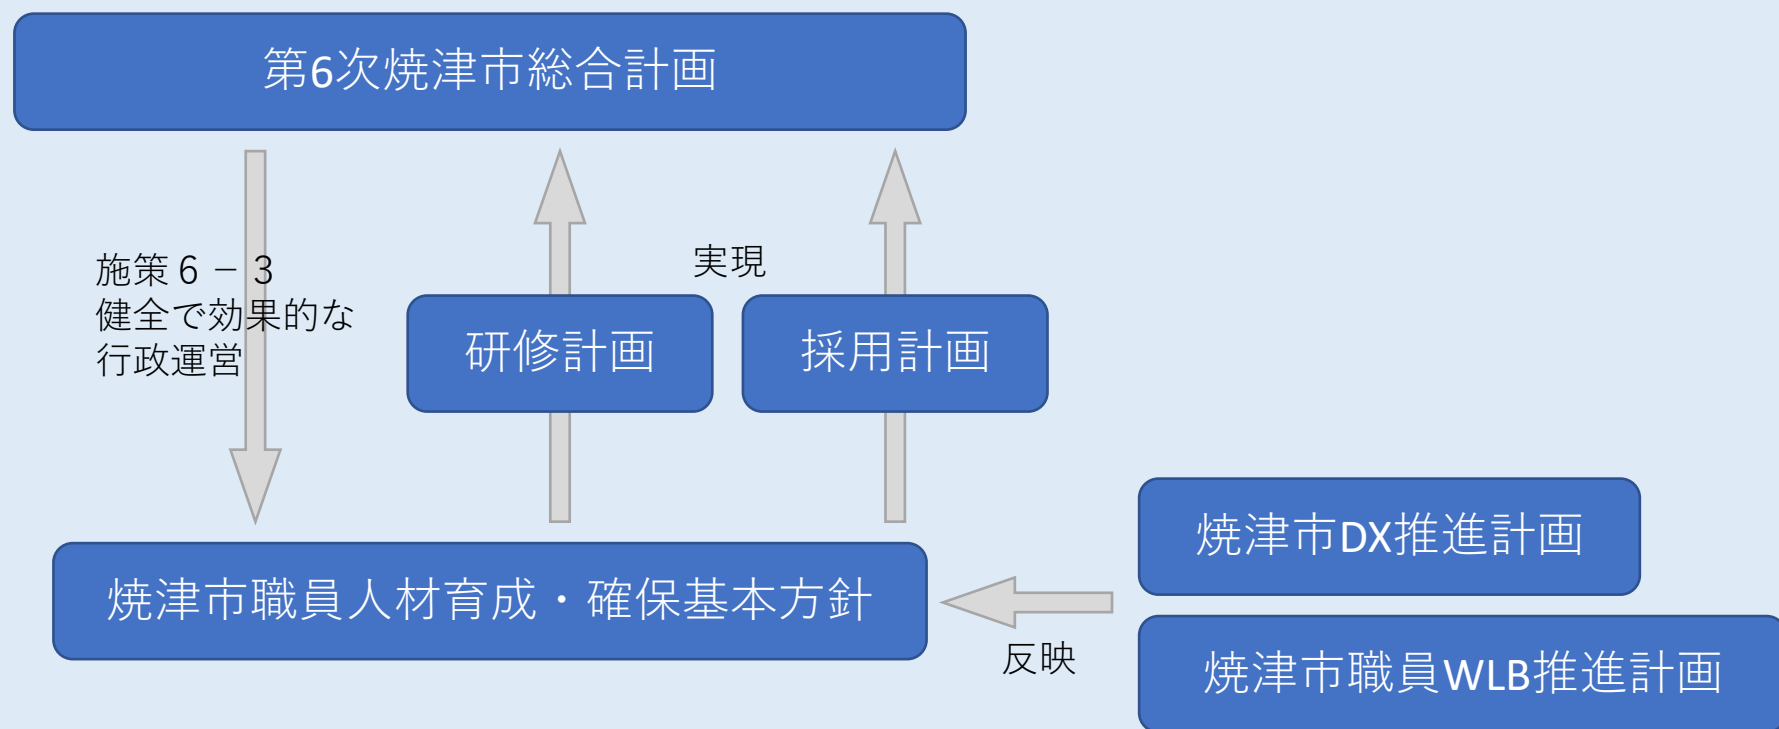 第6次焼津市総合計画
施策６－３
健全で効果的な
行政運営
実現
研修計画
採用計画
焼津市DX推進計画
焼津市職員人材育成・確保基本方針
反映
焼津市職員WLB推進計画